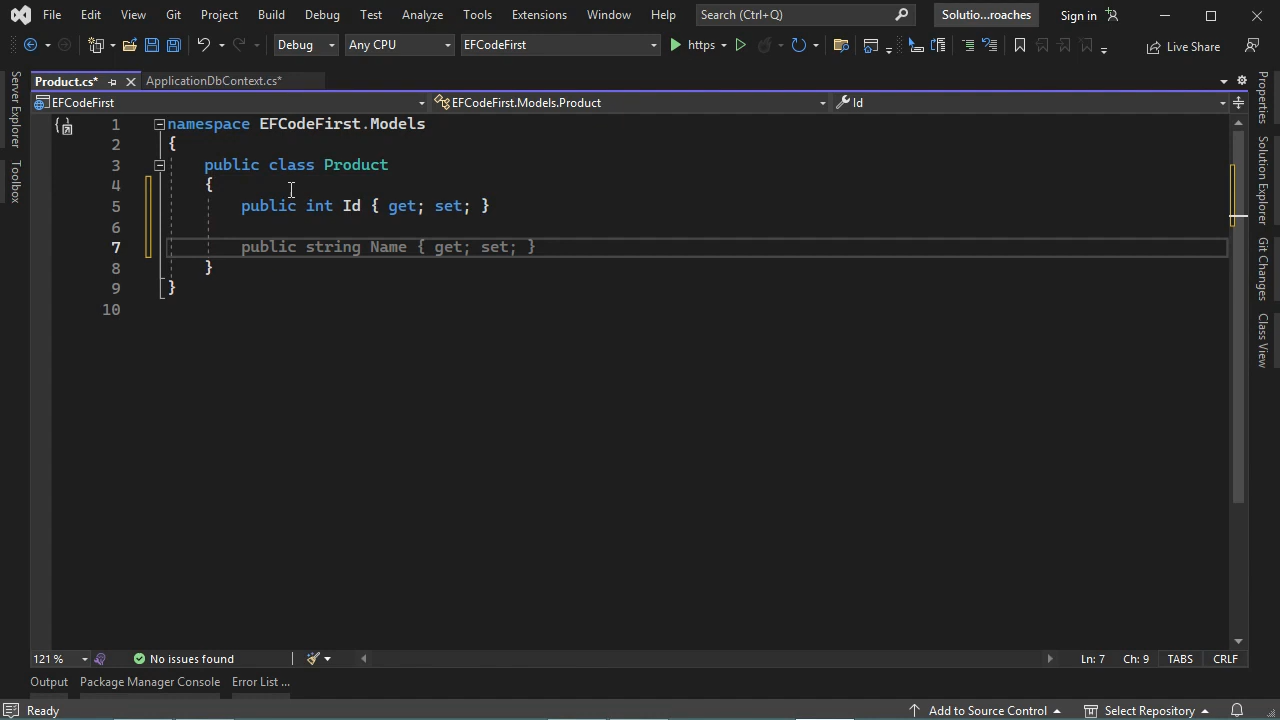 File Edit View Git Project Build Debug Test Analyze Tools Extensions Window Help Search (Ctrl+Q) Solutio...roaches Sign in
Debug Any CPU EFCodeFirst https Live Share
Product.cs* ApplicationDbContext.cs*
EFCodeFirst EFCodeFirst.Models.Product Id
1 namespace EFCodeFirst.Models
2 {
3 public class Product
4 {
5 public int Id { get; set; }
6
7 public string Name { get; set; }
8 }
9 }
10
Server Explorer
Toolbox
Properties
Solution Explorer
Git Changes
Class View
121 % No issues found Ln: 7 Ch: 9 TABS CRLF
Output Package Manager Console Error List ...
Ready Add to Source Control Select Repository